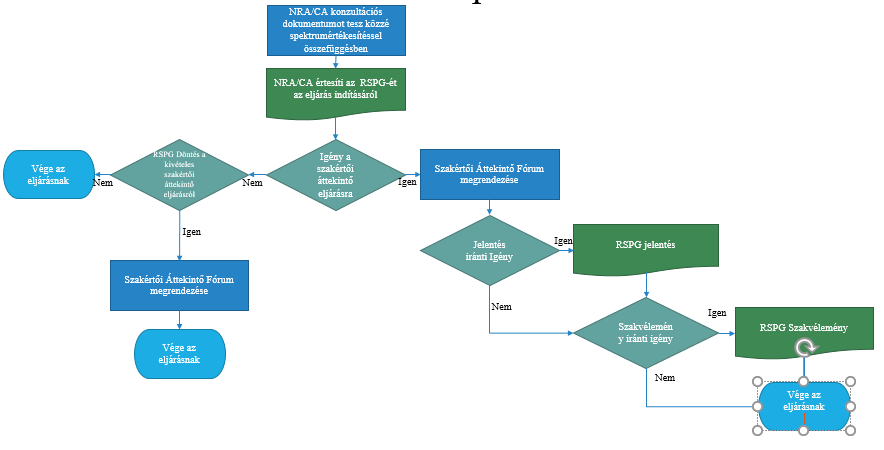 NRA/CA konzultációs
dokumentumot tesz közzé
spektrumértékesítéssel
összefüggésben
NRA/CA értesíti az RSPG-ét
az eljárás indításáról
Igény a
szakértői
áttekintő
eljárásra
Nem
Igen
RSPG Döntés a
kivételes
szakértői
áttekintő
eljárásról
Nem
Igen
Vége az
eljárásnak
Szakértői Áttekintő Fórum
megrendezése
Vége az
eljárásnak
Szakértői Áttekintő Fórum
megrendezése
Jelentés
iránti Igény
Igen
Nem
RSPG jelentés
Szakvélemén
y iránti igény
Igen
Nem
RSPG Szakvélemény
Vége az
eljárásnak